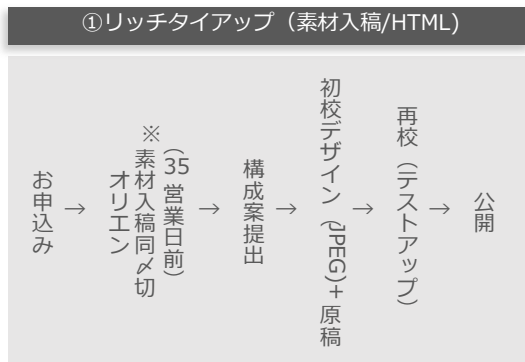 ①リッチタイアップ（素材入稿/HTML)
お申込み
→
オリエン
※素材入稿同〆切
（35営業日前）
→
構成案提出
→
初校デザイン（JPEG)＋原稿
→
再校（テストアップ）
→
公開